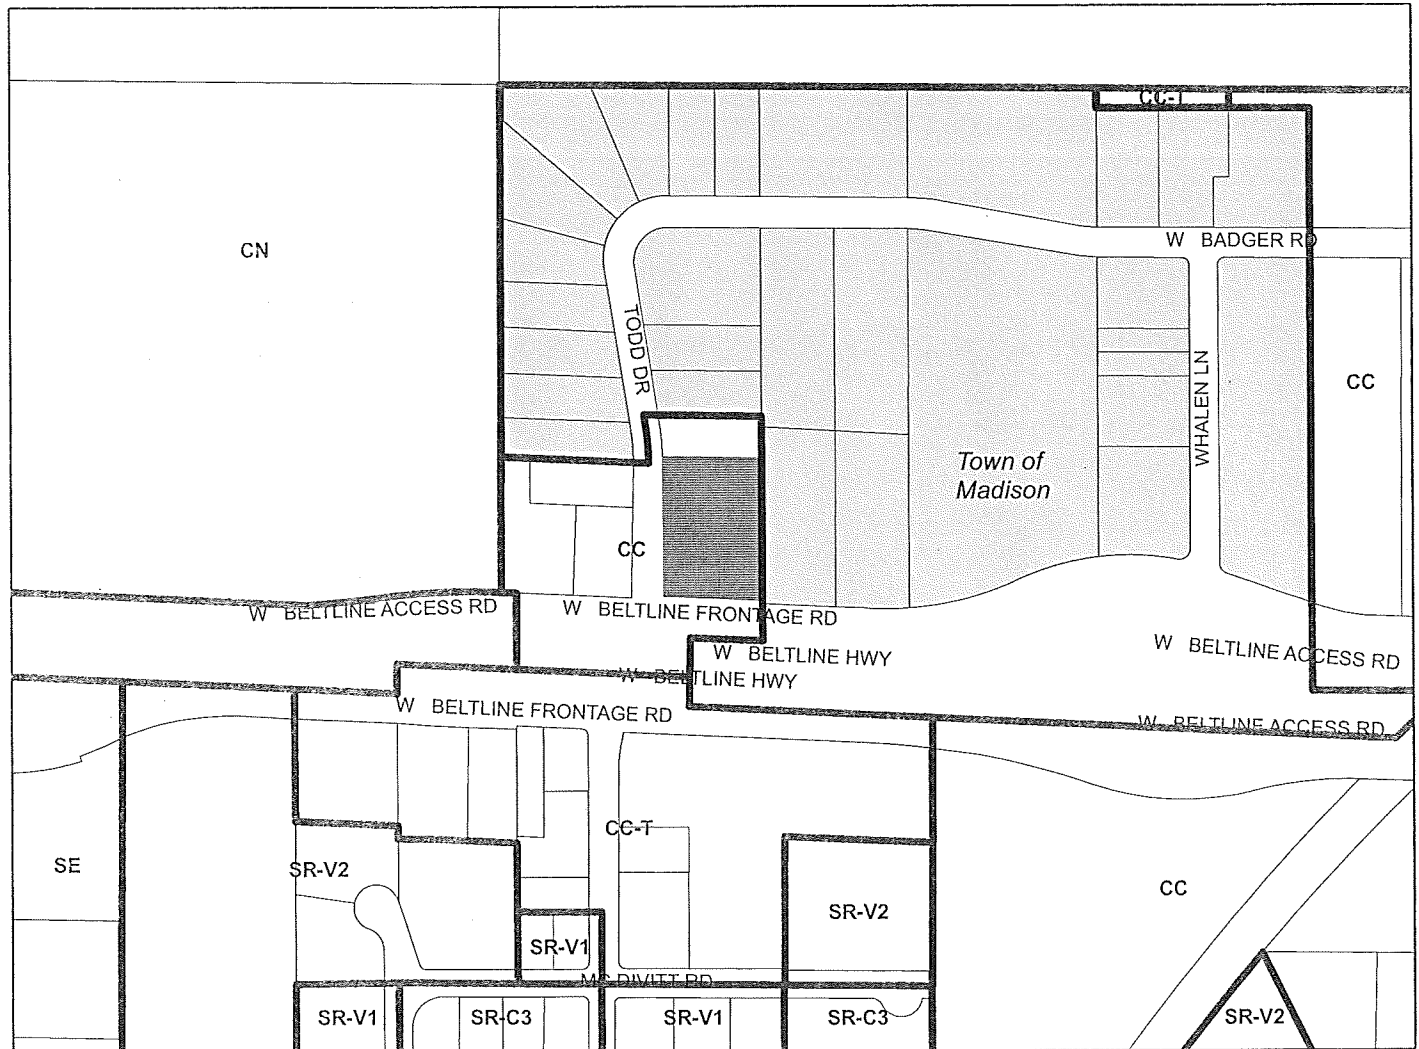 CC-T
CN
W BADGER RD
TODD DR
CC
WHALEN LN
Town of
Madison
CC
W BELTLINE ACCESS RD
W BELTLINE FRONTAGE RD
W BELTLINE HWY
W BELTLINE ACCESS RD
W BELTLINE HWY
W BELTLINE FRONTAGE RD
W BELTLINE ACCESS RD
CC-T
SE
SR-V2
CC
SR-V2
SR-V1
MC DIVITT RD
SR-V1
SR-C3
SR-V1
SR-C3
SR-V2